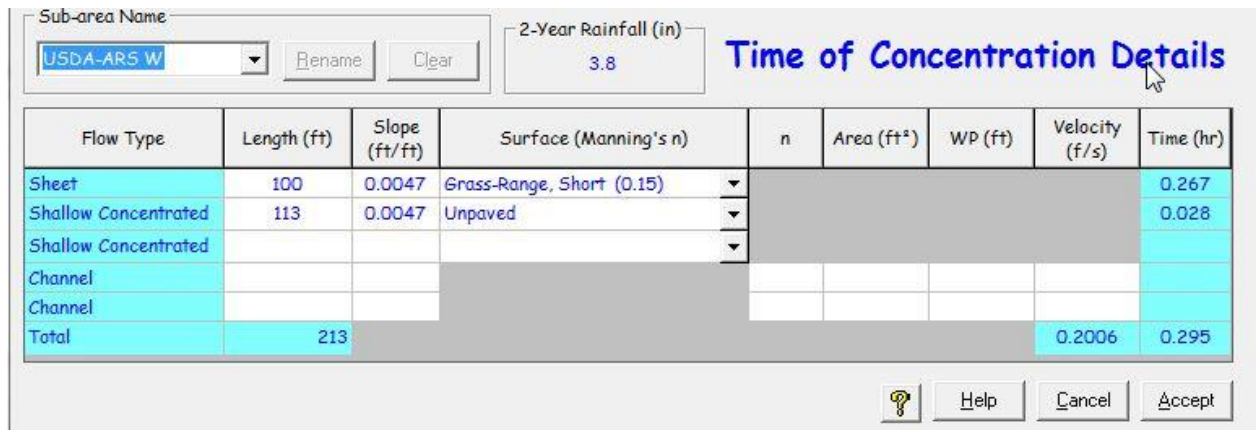 Sub-area Name
USDA-ARS W
Rename
Clear
2-Year Rainfall (in)
3.8
Time of Concentration Details
Flow Type Length (ft) Slope (ft/ft) Surface (Manning's n) n Area (ft²) WP (ft) Velocity (f/s) Time (hr)
Sheet 100 0.0047 Grass-Range, Short (0.15) 0.267
Shallow Concentrated 113 0.0047 Unpaved 0.028
Shallow Concentrated
Channel
Channel
Total 213 0.2006 0.295
? Help Cancel Accept